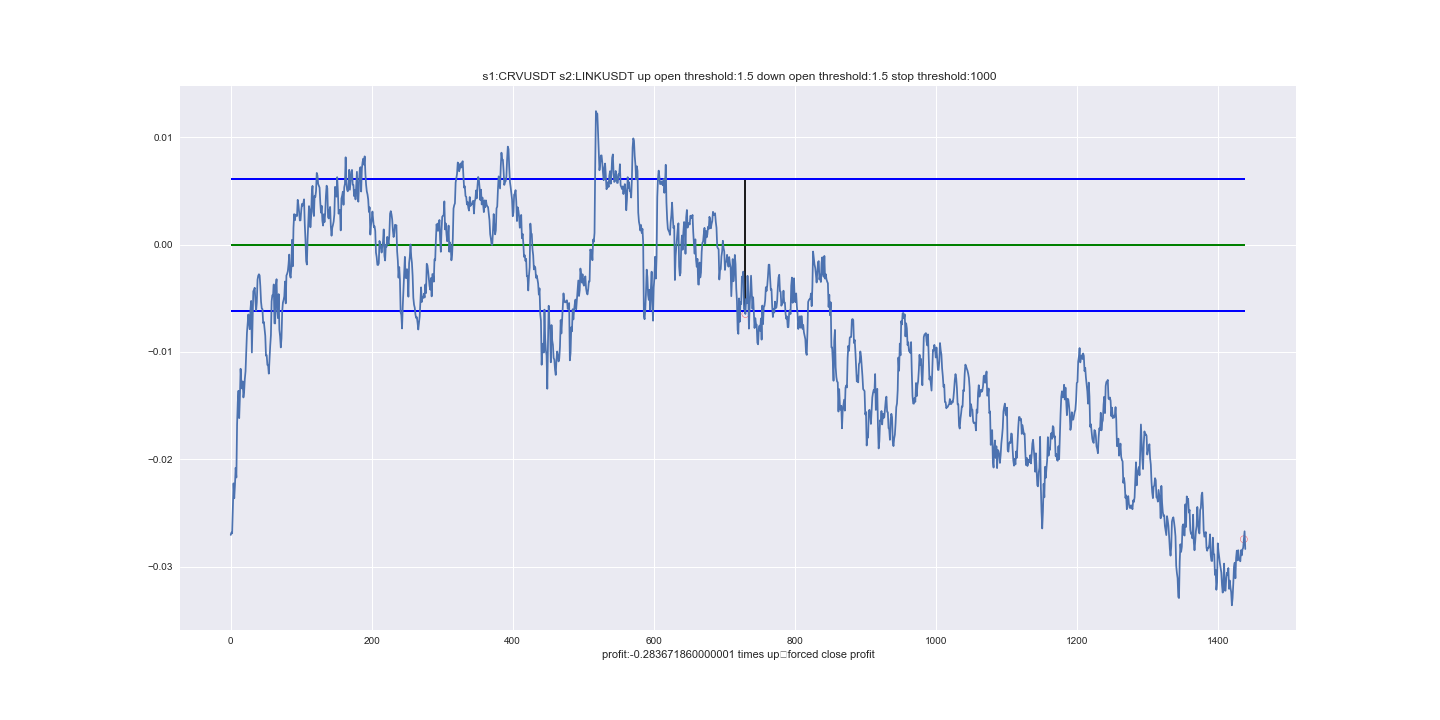 s1:CRVUSDT s2:LINKUSDT up open threshold:1.5 down open threshold:1.5 stop threshold:1000
0.01
0.00
−0.01
−0.02
−0.03
0 200 400 600 800 1000 1200 1400
profit:-0.283671860000001 times up□forced close profit